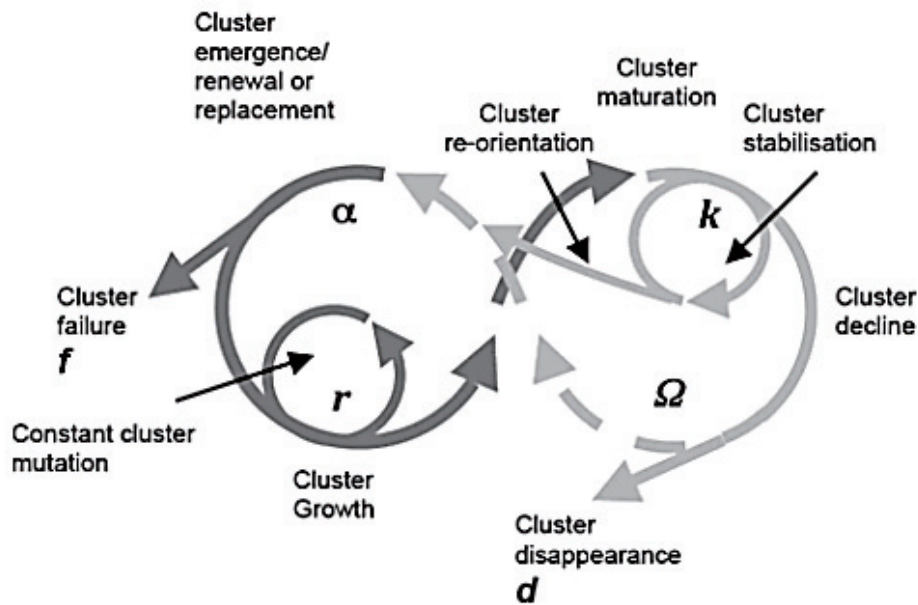 Cluster
emergence/
renewal or
replacement
Cluster
maturation
Cluster
re-orientation
Cluster
stabilisation
α
k
Cluster
failure
f
Cluster
decline
r
Ω
Constant cluster
mutation
Cluster
Growth
Cluster
disappearance
d